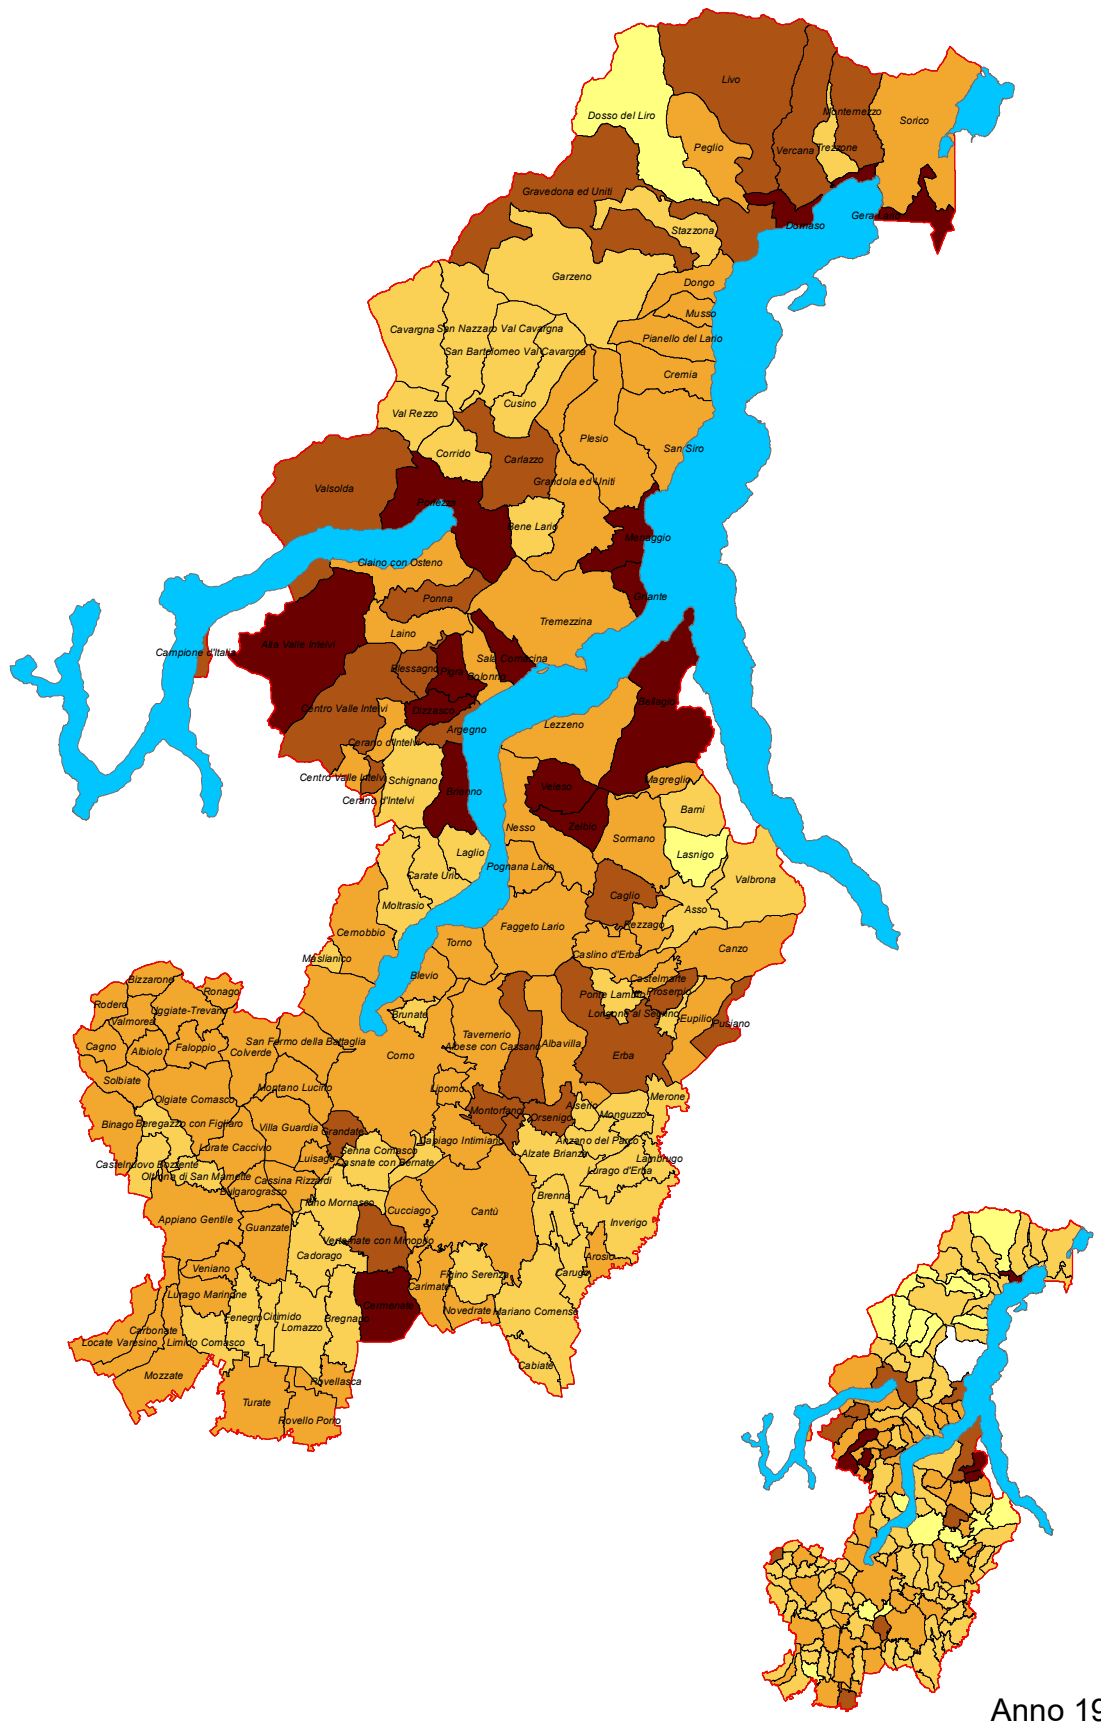 Livo
Dosso del Liro
Montemezzo
Sorico
Peglio
Vercana
Trezzone
Gravedona ed Uniti
Gera Lario
Domaso
Stazzona
Garzeno
Dongo
Musso
Cavargna
San Nazzaro Val Cavargna
Pianello del Lario
San Bartolomeo Val Cavargna
Cremia
Cusino
Val Rezzo
Plesio
San Siro
Corrido
Carlazzo
Grandola ed Uniti
Valsolda
Porlezza
Bene Lario
Menaggio
Claino con Osteno
Griante
Ponna
Tremezzina
Laino
Alta Valle Intelvi
Campione d'Italia
Sala Comacina
Blessagno
Pigra
Colonno
Bellagio
Centro Valle Intelvi
Dizzasco
Argegno
Lezzeno
Cerano d'Intelvi
Centro Valle Intelvi
Schignano
Magreglio
Veleso
Brienno
Cerano d'Intelvi
Barni
Nesso
Zelbio
Sormano
Laglio
Lasnigo
Pognana Lario
Carate Urio
Valbrona
Caglio
Moltrasio
Asso
Rezzago
Faggeto Lario
Cernobbio
Torno
Canzo
Caslino d'Erba
Maslianico
Blevio
Castelmarte
Bizzarone
Ronago
Proserpio
Ponte Lambro
Rodero
Uggiate-Trevano
Brunate
Longone al Segrino
Eupilio
Pusiano
Valmorea
Tavernerio
San Fermo della Battaglia
Albese con Cassano
Albavilla
Cagno
Albiolo
Faloppio
Colverde
Como
Erba
Solbiate
Montano Lucino
Lipomo
Merone
Olgiate Comasco
Alserio
Montorfano
Orsenigo
Monguzzo
Binago
Beregazzo con Figliaro
Villa Guardia
Grandate
Capiago Intimiano
Anzano del Parco
Lurate Caccivio
Senna Comasco
Alzate Brianza
Luisago
Casnate con Bernate
Lambrugo
Castelnuovo Bozzente
Lurago d'Erba
Oltrona di San Mamette
Cassina Rizzardi
Bulgarograsso
Brenna
Fino Mornasco
Cucciago
Cantù
Appiano Gentile
Inverigo
Guanzate
Vertemate con Minoprio
Cadorago
Arosio
Veniano
Carugo
Figino Serenza
Carimate
Lurago Marinone
Cermenate
Novedrate
Mariano Comense
Fenegrò
Cirimido
Bregnano
Lomazzo
Carbonate
Locate Varesino
Limido Comasco
Cabiate
Mozzate
Rovellasca
Turate
Rovello Porro
Anno 19